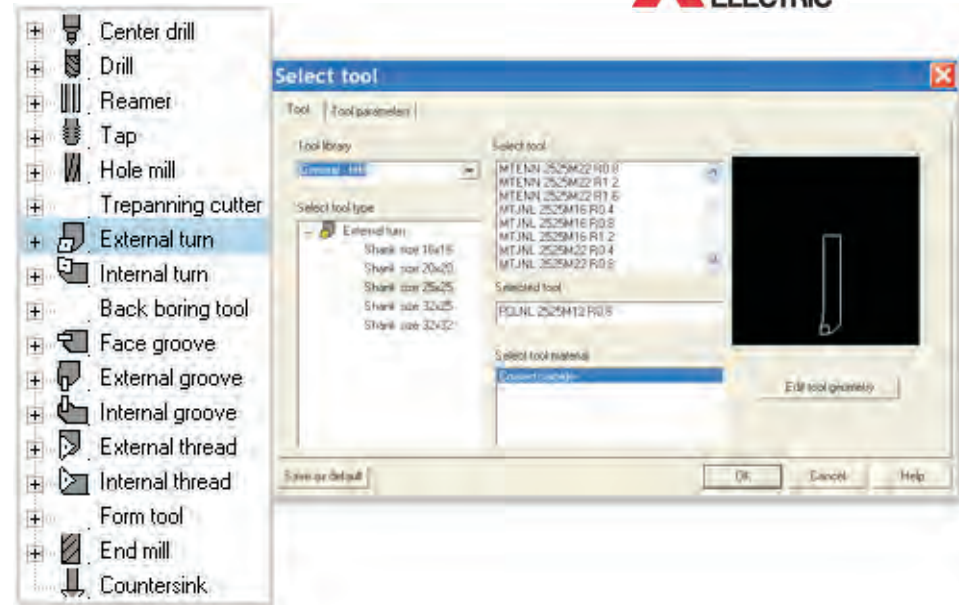 ELECTRIC
Center drill
Drill
Reamer
Tap
Hole mill
Trepanning cutter
External turn
Internal turn
Back boring tool
Face groove
External groove
Internal groove
External thread
Internal thread
Form tool
End mill
Countersink
Select tool
Tool
Tool parameters
Tool library
Select tool type
External turn
Shank size 16x16
Shank size 20x20
Shank size 25x25
Shank size 32x25
Shank size 32x32
Select tool
MTENN 2525M22 R0.8
MTENN 2525M22 R1.2
MTENN 2525M22 R1.6
MTJNL 2525M16 R0.4
MTJNL 2525M16 R0.8
MTJNL 2525M16 R1.2
MTJNL 2525M22 R0.4
MTJNL 2525M22 R0.8
Selected tool
2525M12 R0.8
Select tool material
Edit tool geometry
Save as default
OK
Cancel
Help